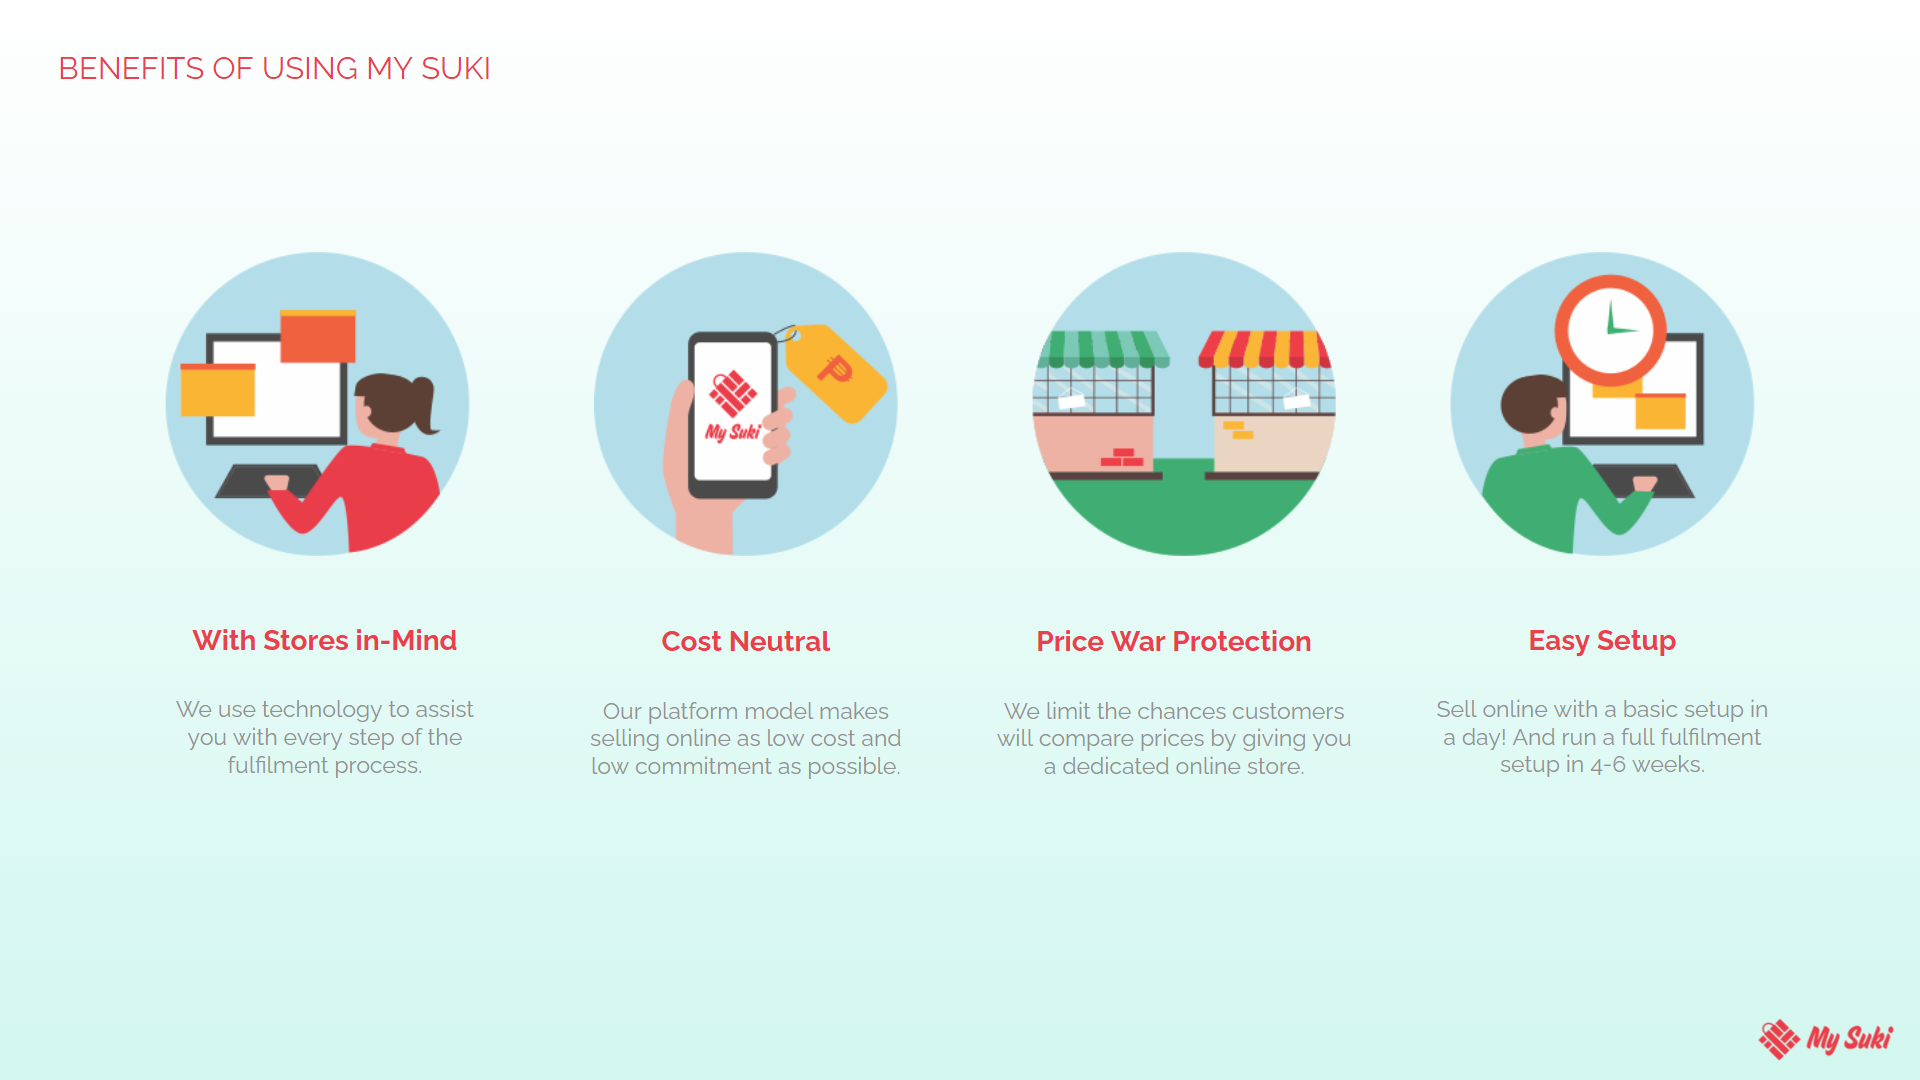 BENEFITS OF USING MY SUKI
My Suki
With Stores in-Mind
We use technology to assist
you with every step of the
fulfilment process.
Cost Neutral
Our platform model makes
selling online as low cost and
low commitment as possible.
Price War Protection
We limit the chances customers
will compare prices by giving you
a dedicated online store.
Easy Setup
Sell online with a basic setup in
a day! And run a full fulfilment
setup in 4-6 weeks.
My Suki